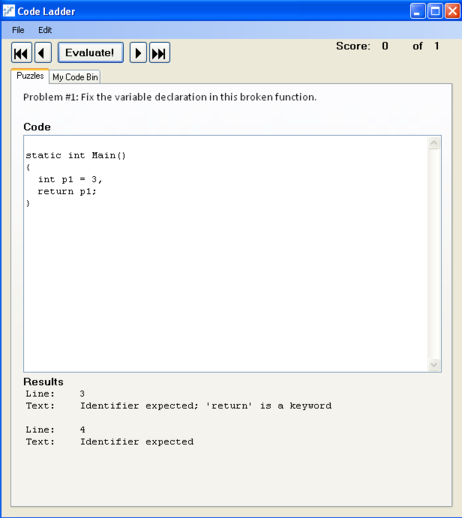 Code Ladder
File Edit
Evaluate! Score: 0 of 1
Puzzles My Code Bin
Problem #1: Fix the variable declaration in this broken function.
Code
static int Main()
{
int p1 = 3,
return p1;
}
Results
Line: 3
Text: Identifier expected; 'return' is a keyword
Line: 4
Text: Identifier expected